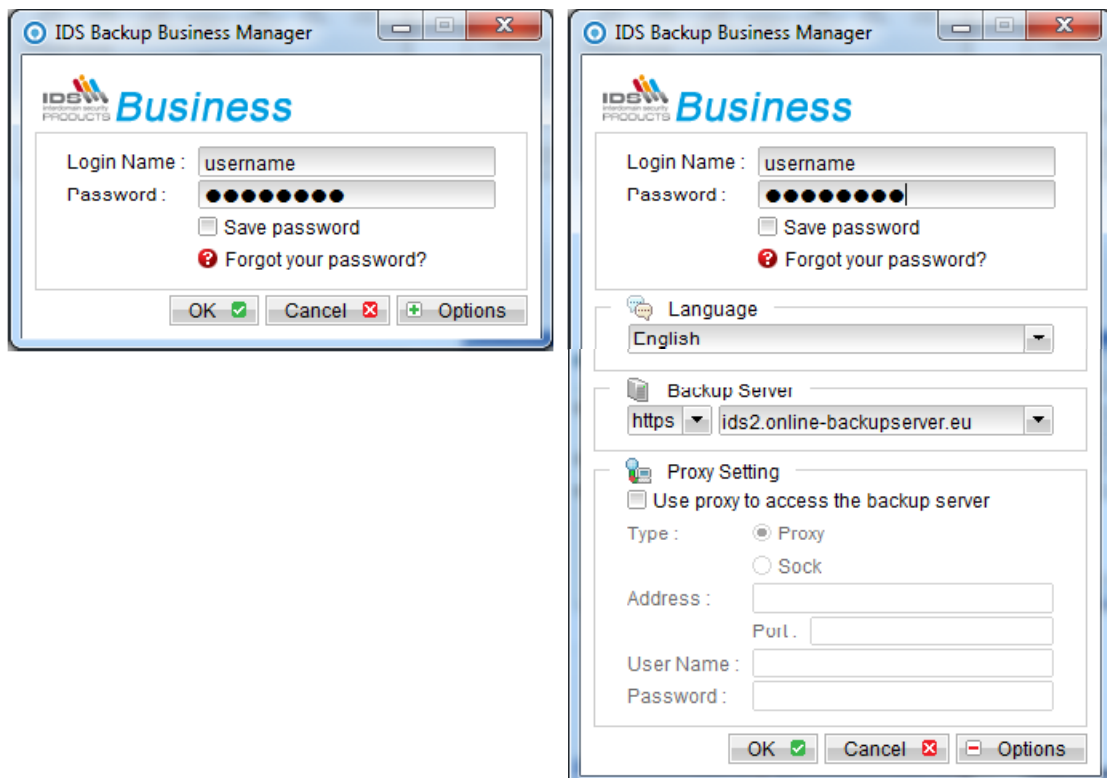 IDS Backup Business Manager
IDS
interdomain security
PRODUCTS
Business
Login Name :
username
Password :
●●●●●●●●
Save password
Forgot your password?
OK
Cancel
Options
IDS Backup Business Manager
IDS
interdomain security
PRODUCTS
Business
Login Name :
username
Password :
●●●●●●●●
Save password
Forgot your password?
Language
English
Backup Server
https
ids2.online-backupserver.eu
Proxy Setting
Use proxy to access the backup server
Type :
Proxy
Sock
Address :
Port :
User Name :
Password :
OK
Cancel
Options